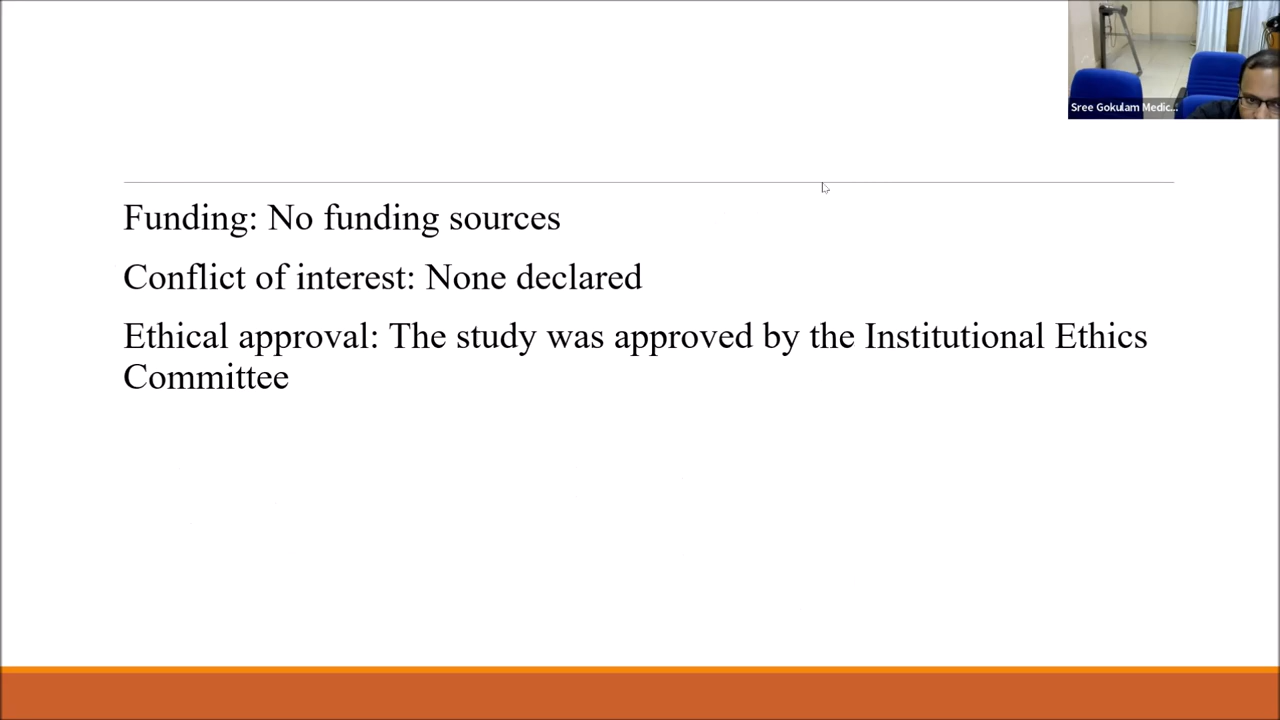 Sree Gokulam Medic...
Funding: No funding sources
Conflict of interest: None declared
Ethical approval: The study was approved by the Institutional Ethics
Committee